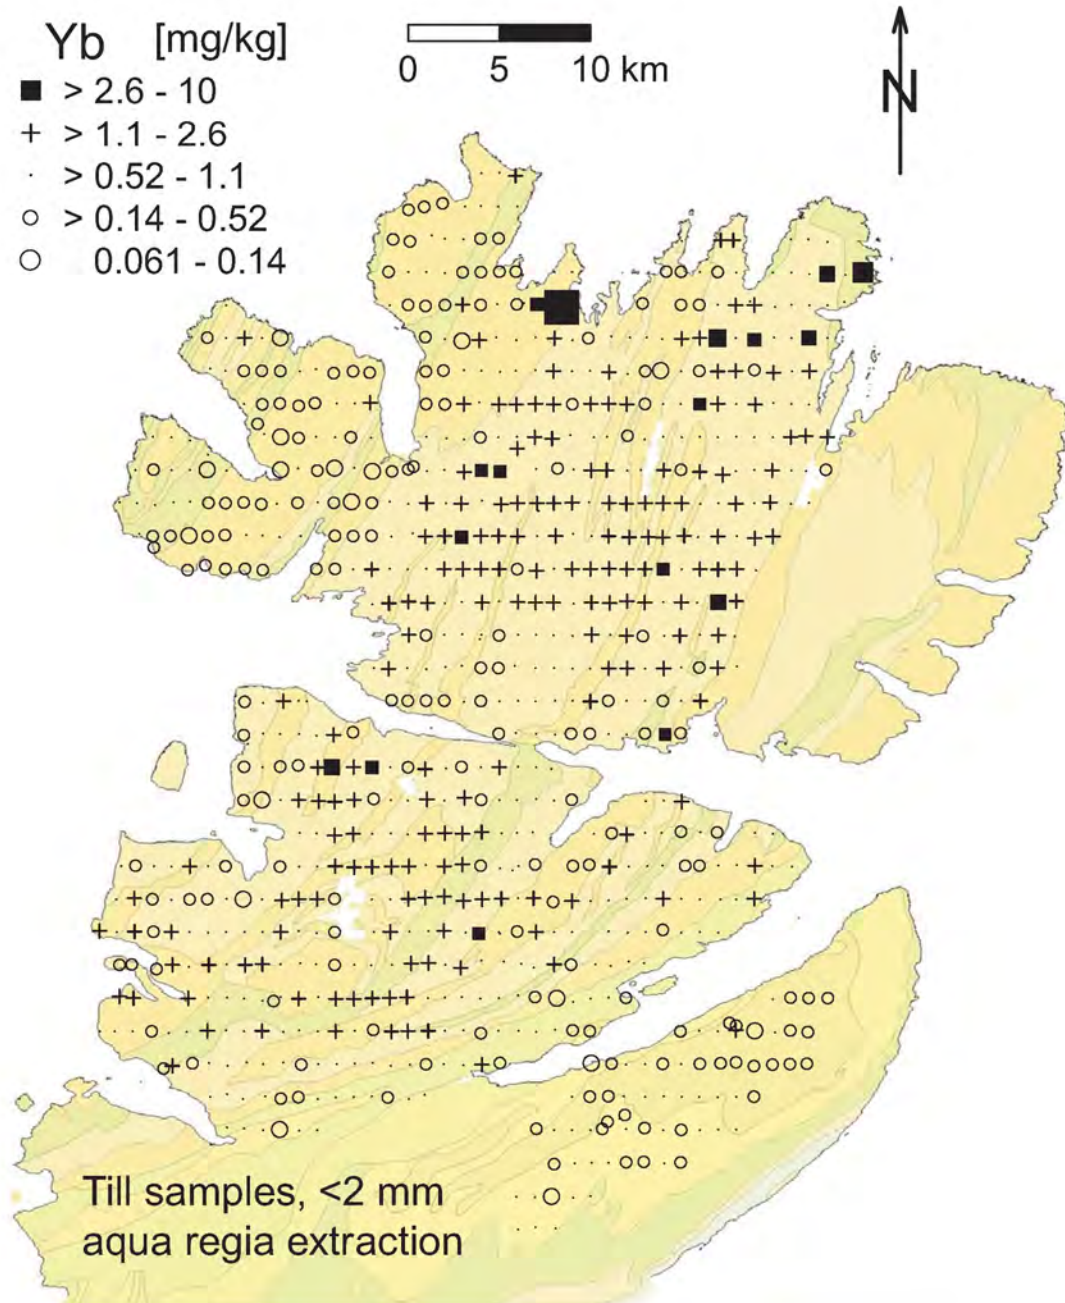 Yb [mg/kg]
> 2.6 - 10
> 1.1 - 2.6
> 0.52 - 1.1
> 0.14 - 0.52
0.061 - 0.14
0 5 10 km
N
Till samples, <2 mm
aqua regia extraction